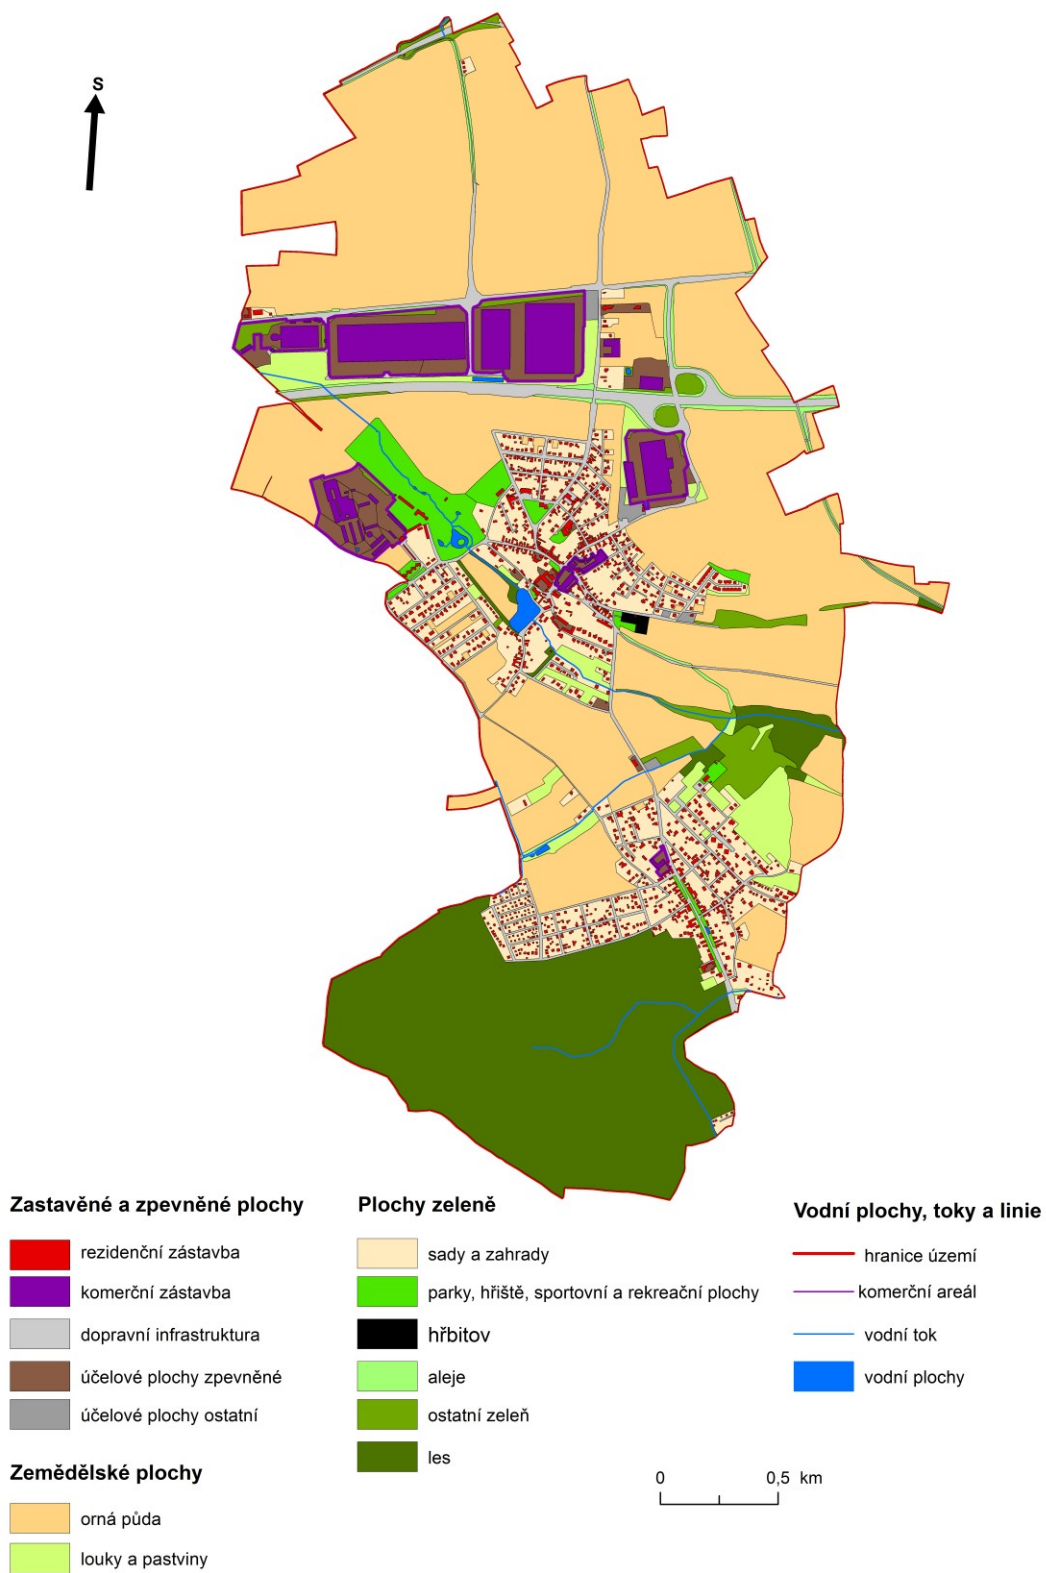 S
Zastavěné a zpevněné plochy
rezidenční zástavba
komerční zástavba
dopravní infrastruktura
účelové plochy zpevněné
účelové plochy ostatní
Zemědělské plochy
orná půda
louky a pastviny
Plochy zeleně
sady a zahrady
parky, hřiště, sportovní a rekreační plochy
hřbitov
aleje
ostatní zeleň
les
Vodní plochy, toky a linie
hranice území
komerční areál
vodní tok
vodní plochy
0 0,5 km